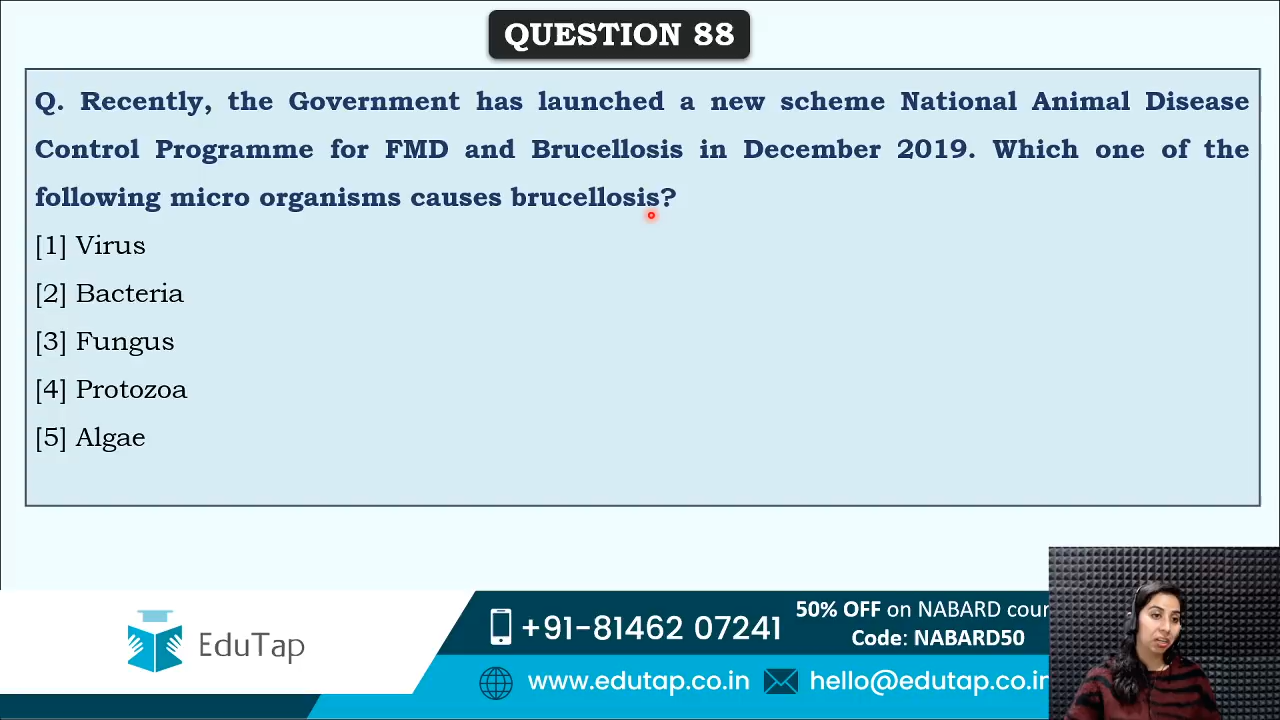 QUESTION 88
Q. Recently, the Government has launched a new scheme National Animal Disease
Control Programme for FMD and Brucellosis in December 2019. Which one of the
following micro organisms causes brucellosis?
[1] Virus
[2] Bacteria
[3] Fungus
[4] Protozoa
[5] Algae
EduTap
+91-81462 07241
50% OFF on NABARD cour
Code: NABARD50
www.edutap.co.in
hello@edutap.co.in